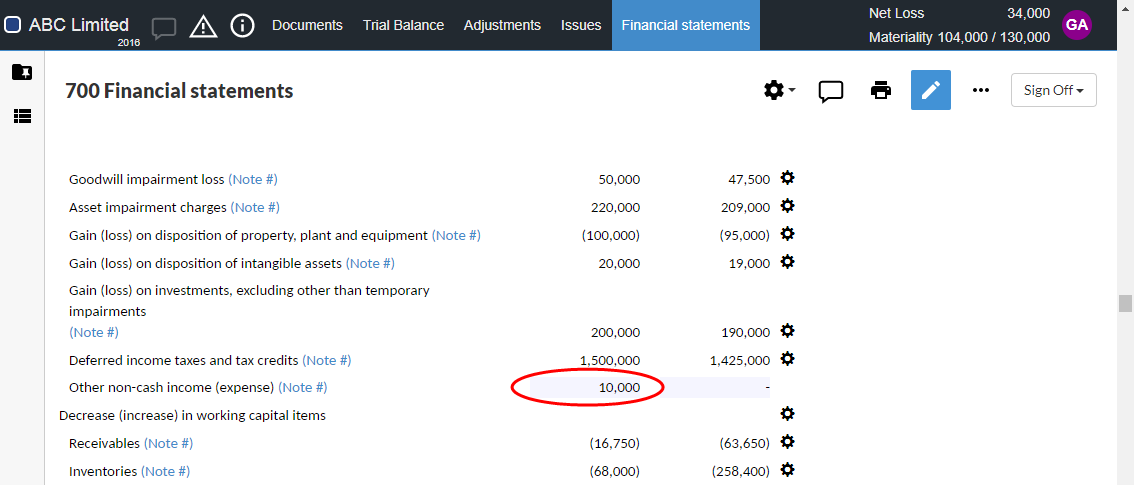 ABC Limited
2016
Documents Trial Balance Adjustments Issues Financial statements
Net Loss 34,000
Materiality 104,000 / 130,000
GA
700 Financial statements
Sign Off
Goodwill impairment loss (Note #) 50,000 47,500
Asset impairment charges (Note #) 220,000 209,000
Gain (loss) on disposition of property, plant and equipment (Note #) (100,000) (95,000)
Gain (loss) on disposition of intangible assets (Note #) 20,000 19,000
Gain (loss) on investments, excluding other than temporary
impairments
(Note #) 200,000 190,000
Deferred income taxes and tax credits (Note #) 1,500,000 1,425,000
Other non-cash income (expense) (Note #) 10,000 -
Decrease (increase) in working capital items
Receivables (Note #) (16,750) (63,650)
Inventories (Note #) (68,000) (258,400)